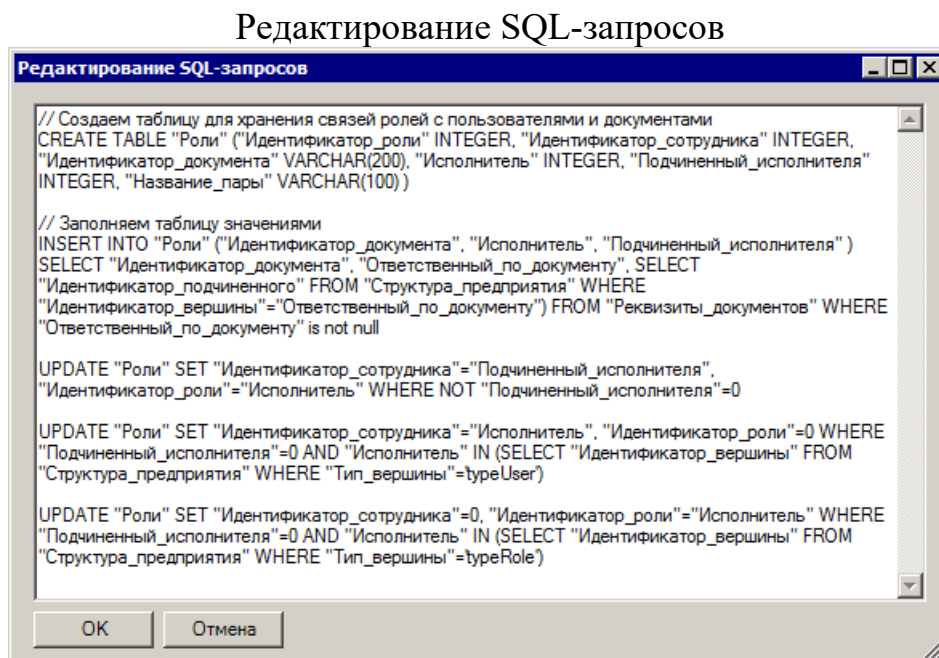 Редактирование SQL-запросов
Редактирование SQL-запросов
// Создаем таблицу для хранения связей ролей с пользователями и документами
CREATE TABLE "Роли" ("Идентификатор_роли" INTEGER, "Идентификатор_сотрудника" INTEGER,
"Идентификатор_документа" VARCHAR(200), "Исполнитель" INTEGER, "Подчиненный_исполнителя"
INTEGER, "Название_пары" VARCHAR(100) )
// Заполняем таблицу значениями
INSERT INTO "Роли" ("Идентификатор_документа", "Исполнитель", "Подчиненный_исполнителя" )
SELECT "Идентификатор_документа", "Ответственный_по_документу", SELECT
"Идентификатор_подчиненного" FROM "Структура_предприятия" WHERE
"Идентификатор_вершины"="Ответственный_по_документу") FROM "Реквизиты_документов" WHERE
"Ответственный_по_документу" is not null
UPDATE "Роли" SET "Идентификатор_сотрудника"="Подчиненный_исполнителя",
"Идентификатор_роли"="Исполнитель" WHERE NOT "Подчиненный_исполнителя"=0
UPDATE "Роли" SET "Идентификатор_сотрудника"="Исполнитель", "Идентификатор_роли"=0 WHERE
"Подчиненный_исполнителя"=0 AND "Исполнитель" IN (SELECT "Идентификатор_вершины" FROM
"Структура_предприятия" WHERE "Тип_вершины"='typeUser')
UPDATE "Роли" SET "Идентификатор_сотрудника"=0, "Идентификатор_роли"="Исполнитель" WHERE
"Подчиненный_исполнителя"=0 AND "Исполнитель" IN (SELECT "Идентификатор_вершины" FROM
"Структура_предприятия" WHERE "Тип_вершины"='typeRole')
OK Отмена